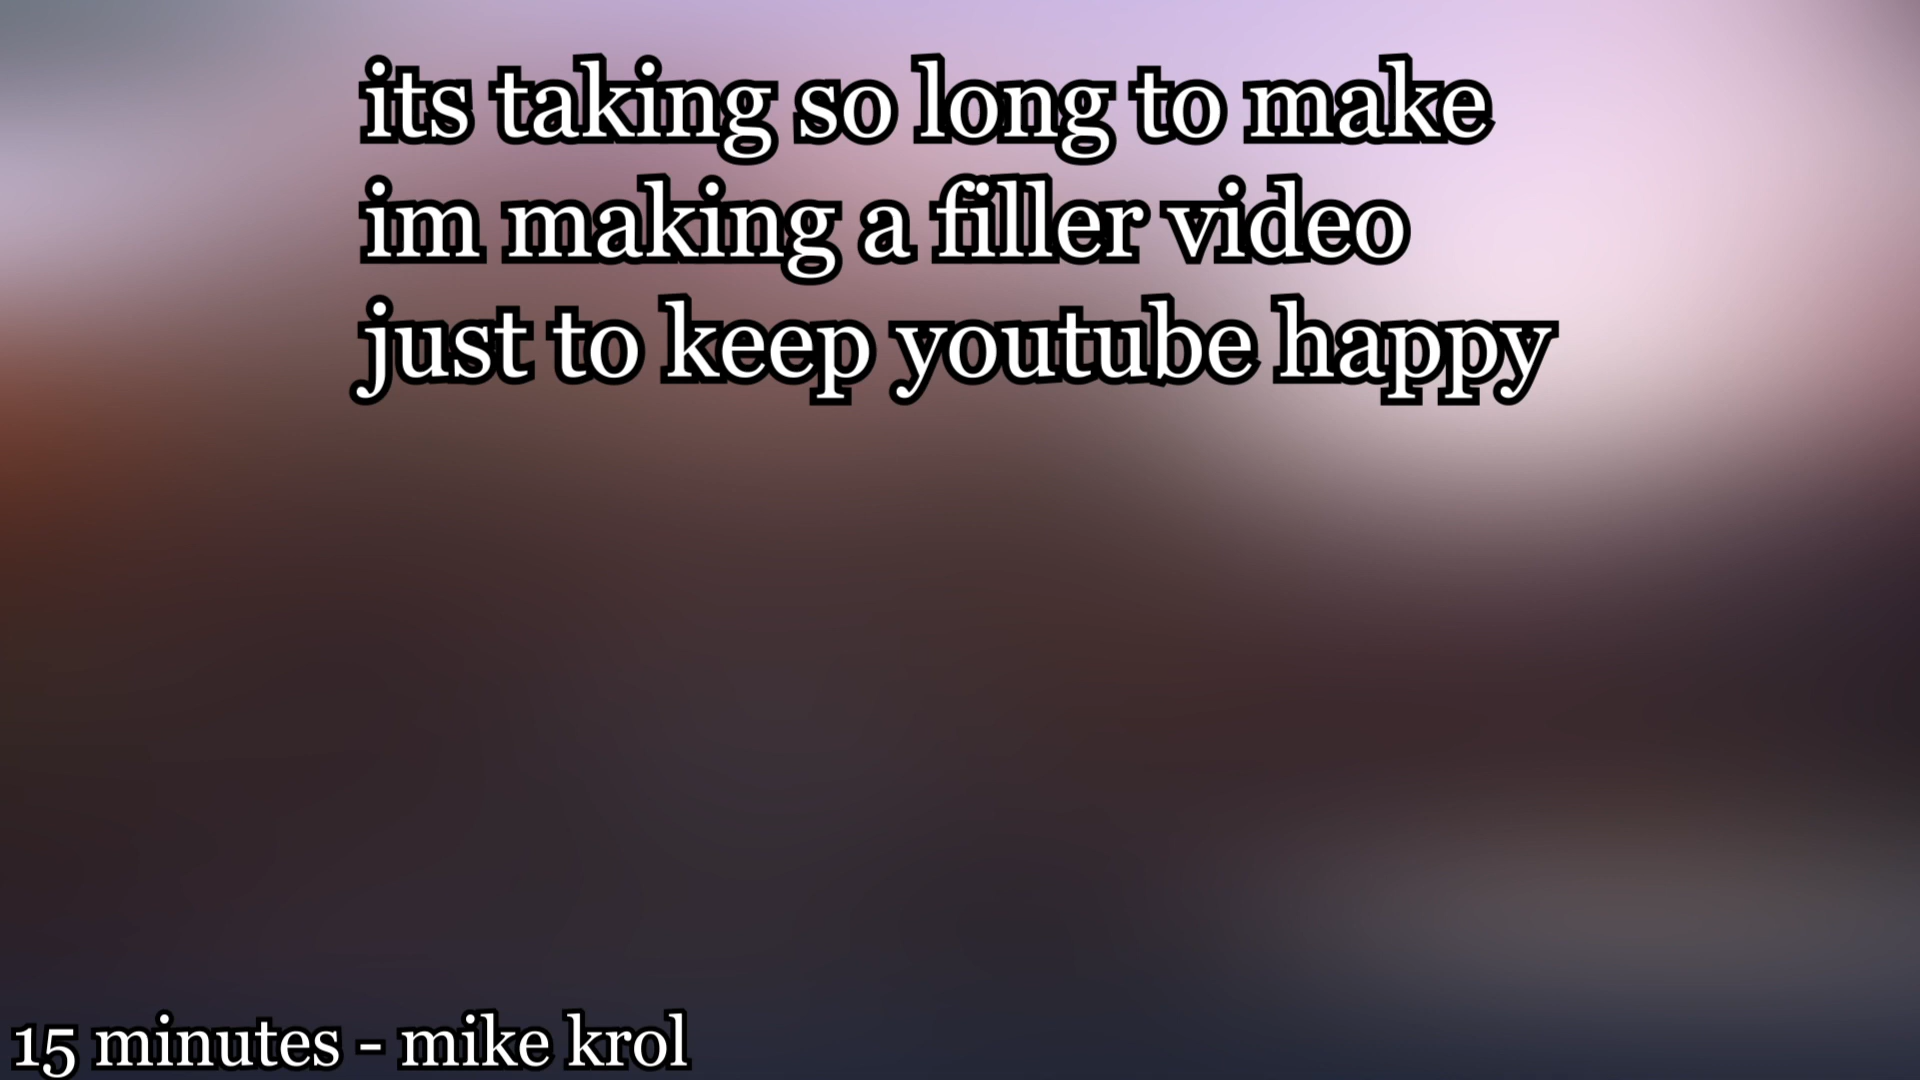 its taking so long to make
im making a filler video
just to keep youtube happy
15 minutes - mike krol